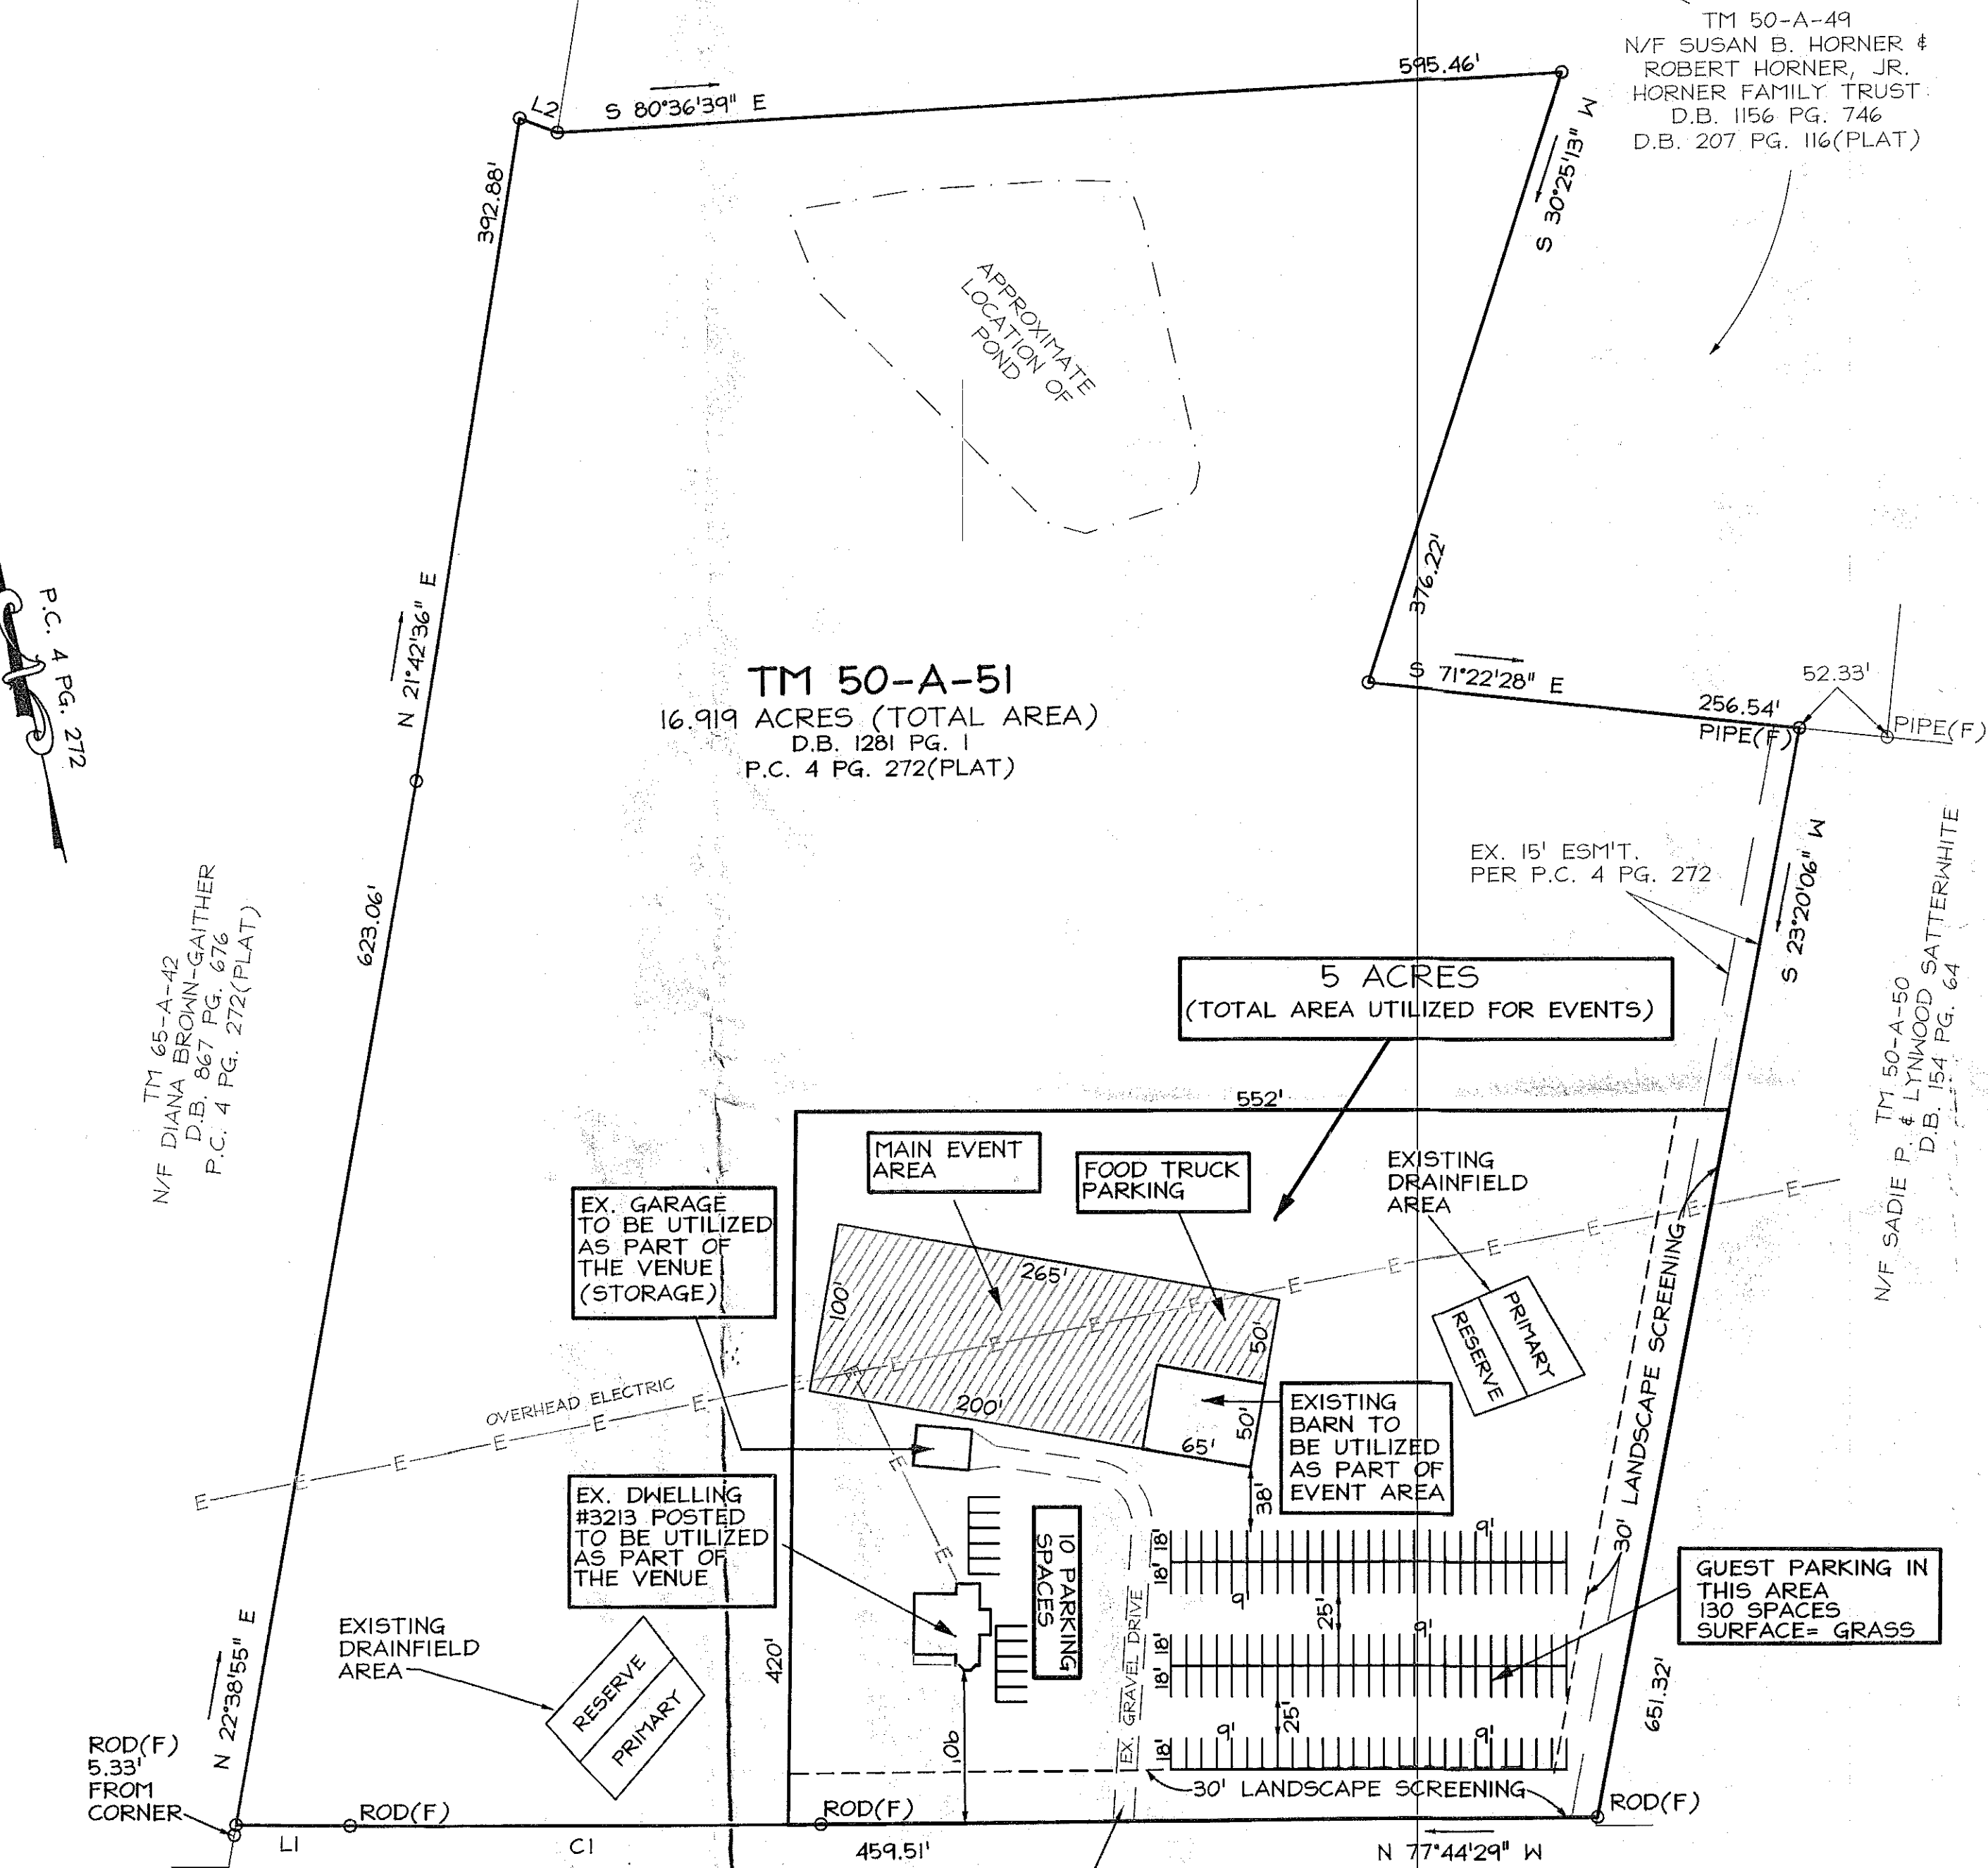 TM 50-A-49
N/F SUSAN B. HORNER &
ROBERT HORNER, JR.
HORNER FAMILY TRUST
D.B. 1156 PG. 746
D.B. 207 PG. 116(PLAT)
595.46'
L2
S 80°36'39" E
S 30°25'13" W
392.88'
APPROXIMATE
LOCATION OF
POND
376.22'
N 21°42'36" E
P.C. 4 PG. 272
TM 50-A-51
16.919 ACRES (TOTAL AREA)
D.B. 1281 PG. 1
P.C. 4 PG. 272(PLAT)
S 71°22'28" E
52.33'
256.54'
PIPE(F)
PIPE(F)
EX. 15' ESM'T.
PER P.C. 4 PG. 272
S 23°20'06" W
623.06'
TM 65-A-42
N/F DIANA BROWN-GAITHER
D.B. 867 PG. 676
P.C. 4 PG. 272(PLAT)
TM 50-A-50
N/F SADIE P. & LYNWOOD SATTERWHITE
D.B. 154 PG. 64
5 ACRES
(TOTAL AREA UTILIZED FOR EVENTS)
552'
MAIN EVENT
AREA
FOOD TRUCK
PARKING
EXISTING
DRAINFIELD
AREA
EX. GARAGE
TO BE UTILIZED
AS PART OF
THE VENUE
(STORAGE)
265'
100'
50'
200'
65'
50'
38'
PRIMARY
RESERVE
30' LANDSCAPE SCREENING
OVERHEAD ELECTRIC
E E E E E E E E E E E E E E E E E
E E E
EXISTING
BARN TO
BE UTILIZED
AS PART OF
EVENT AREA
EX. DWELLING
#3213 POSTED
TO BE UTILIZED
AS PART OF
THE VENUE
10 PARKING
SPACES
18' 18'
9'
9'
25'
18' 18'
9'
25'
18'
9'
9'
GUEST PARKING IN
THIS AREA
130 SPACES
SURFACE= GRASS
EX. GRAVEL DRIVE
EXISTING
DRAINFIELD
AREA
RESERVE
PRIMARY
420'
90'
651.32'
N 22°38'55" E
ROD(F)
5.33'
FROM
CORNER
30' LANDSCAPE SCREENING
ROD(F)
ROD(F)
ROD(F)
L1
C1
459.51'
N 77°44'29" W